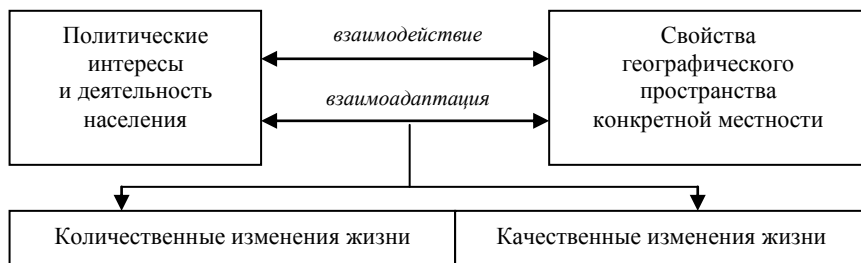 Политические
интересы
и деятельность
населения
взаимодействие
взаимоадаптация
Свойства
географического
пространства
конкретной местности
Количественные изменения жизни
Качественные изменения жизни